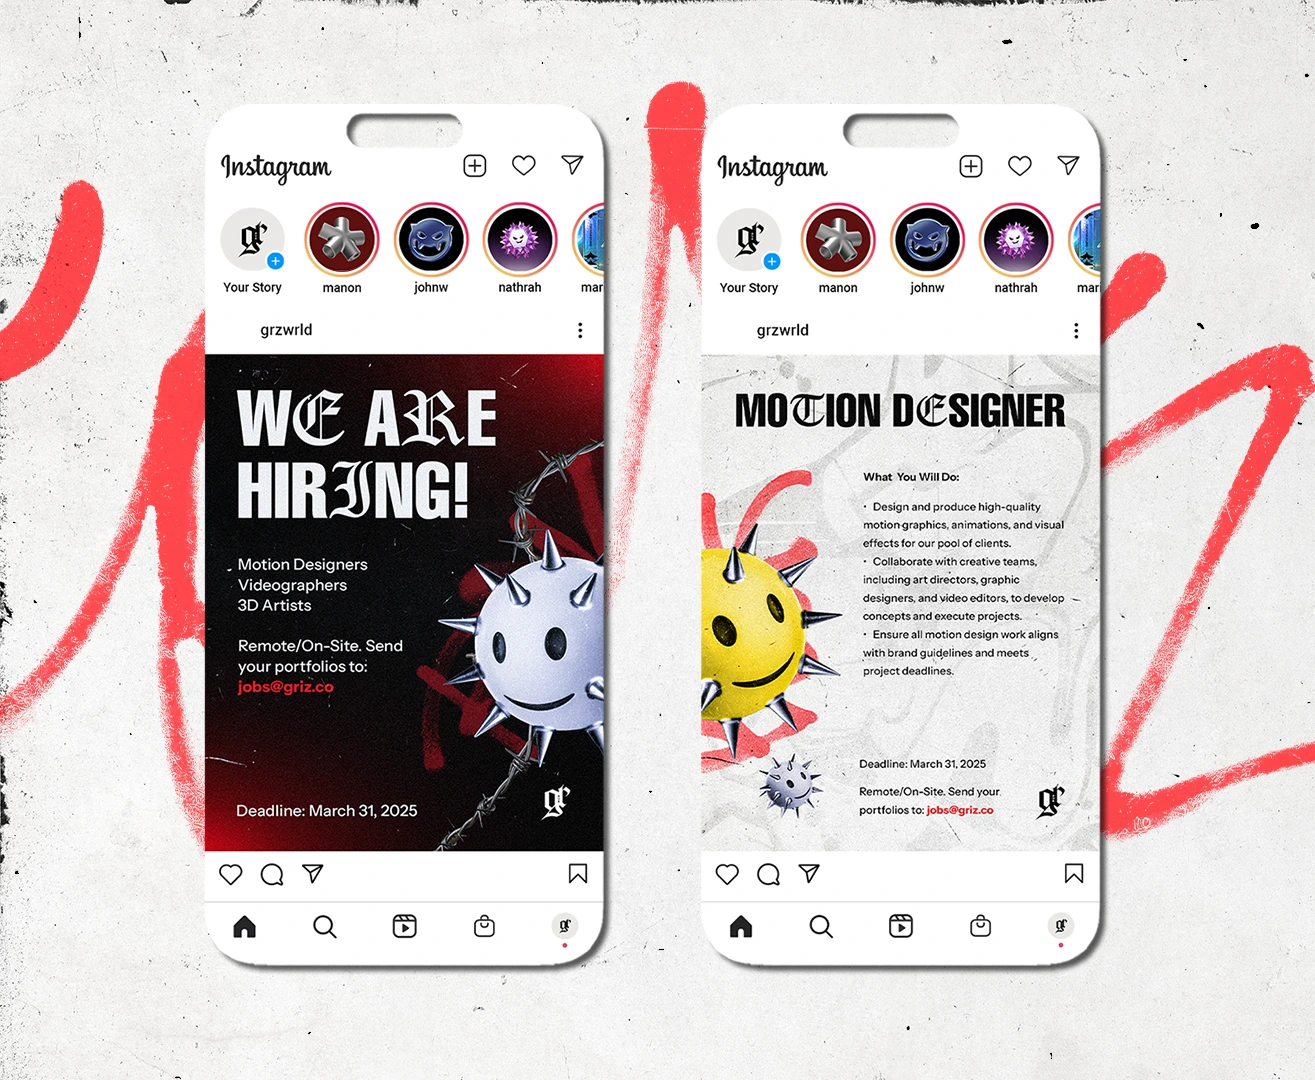 Instagram
Your Story
manon
johnw
nathrah
mar
grzwrld
WE ARE
HIRING!
Motion Designers
Videographers
3D Artists
Remote/On-Site. Send
your portfolios to:
jobs@griz.co
Deadline: March 31, 2025
gr
Instagram
Your Story
manon
johnw
nathrah
mar
grzwrld
MOTION DESIGNER
What You Will Do:
• Design and produce high-quality
motion graphics, animations, and visual
effects for our pool of clients.
• Collaborate with creative teams,
including art directors, graphic
designers, and video editors, to develop
concepts and execute projects.
• Ensure all motion design work aligns
with brand guidelines and meets
project deadlines.
Deadline: March 31, 2025
Remote/On-Site. Send your
portfolios to: jobs@griz.co
gr